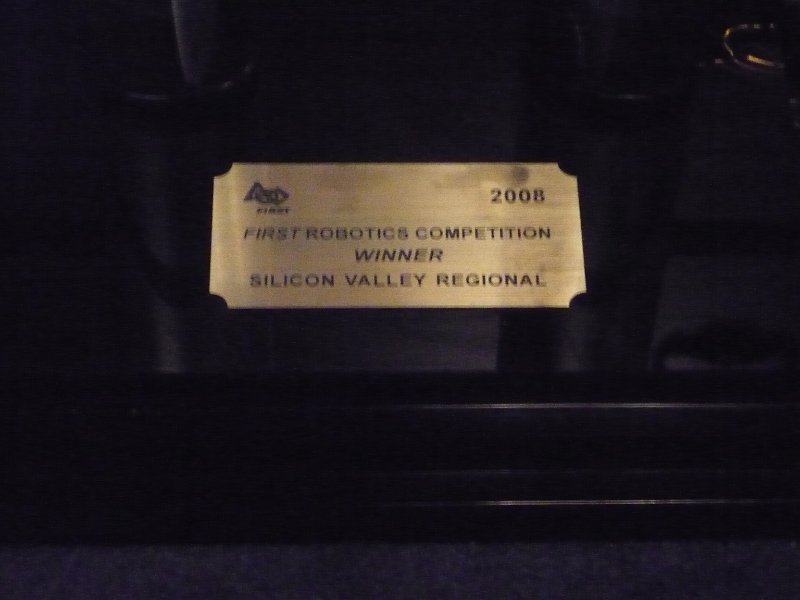 FIRST 2008
FIRST ROBOTICS COMPETITION
WINNER
SILICON VALLEY REGIONAL